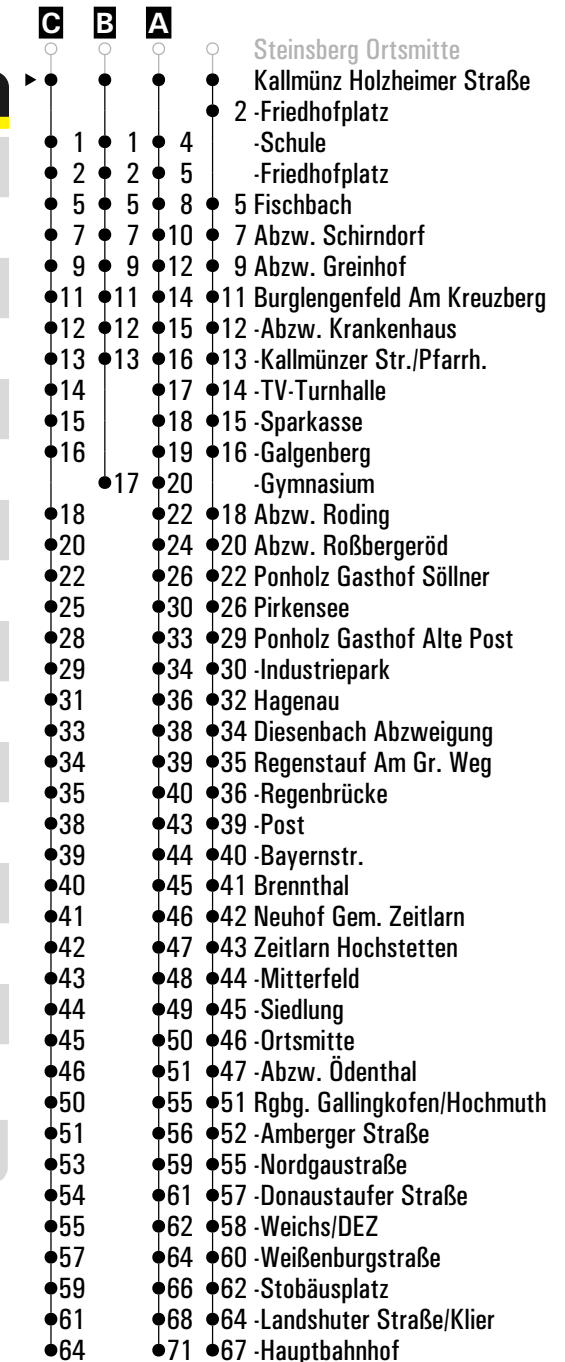 C B A
Steinsberg Ortsmitte
Kallmünz Holzheimer Straße
2 -Friedhofplatz
1 1 4 -Schule
2 2 5 -Friedhofplatz
5 5 8 5 Fischbach
7 7 10 7 Abzw. Schirndorf
9 9 12 9 Abzw. Greinhof
11 11 14 11 Burglengenfeld Am Kreuzberg
12 12 15 12 -Abzw. Krankenhaus
13 13 16 13 -Kallmünzer Str./Pfarrh.
14 17 14 -TV-Turnhalle
15 18 15 -Sparkasse
16 19 16 -Galgenberg
17 20 -Gymnasium
18 22 18 Abzw. Roding
20 24 20 Abzw. Roßbergeröd
22 26 22 Ponholz Gasthof Söllner
25 30 26 Pirkensee
28 33 29 Ponholz Gasthof Alte Post
29 34 30 -Industriepark
31 36 32 Hagenau
33 38 34 Diesenbach Abzweigung
34 39 35 Regenstauf Am Gr. Weg
35 40 36 -Regenbrücke
38 43 39 -Post
39 44 40 -Bayernstr.
40 45 41 Brennthal
41 46 42 Neuhof Gem. Zeitlarn
42 47 43 Zeitlarn Hochstetten
43 48 44 -Mitterfeld
44 49 45 -Siedlung
45 50 46 -Ortsmitte
46 51 47 -Abzw. Ödenthal
50 55 51 Rgbg. Gallingkofen/Hochmuth
51 56 52 -Amberger Straße
53 59 55 -Nordgaustraße
54 61 57 -Donaustaufer Straße
55 62 58 -Weichs/DEZ
57 64 60 -Weißenburgstraße
59 66 62 -Stobäusplatz
61 68 64 -Landshuter Straße/Klier
64 71 67 -Hauptbahnhof